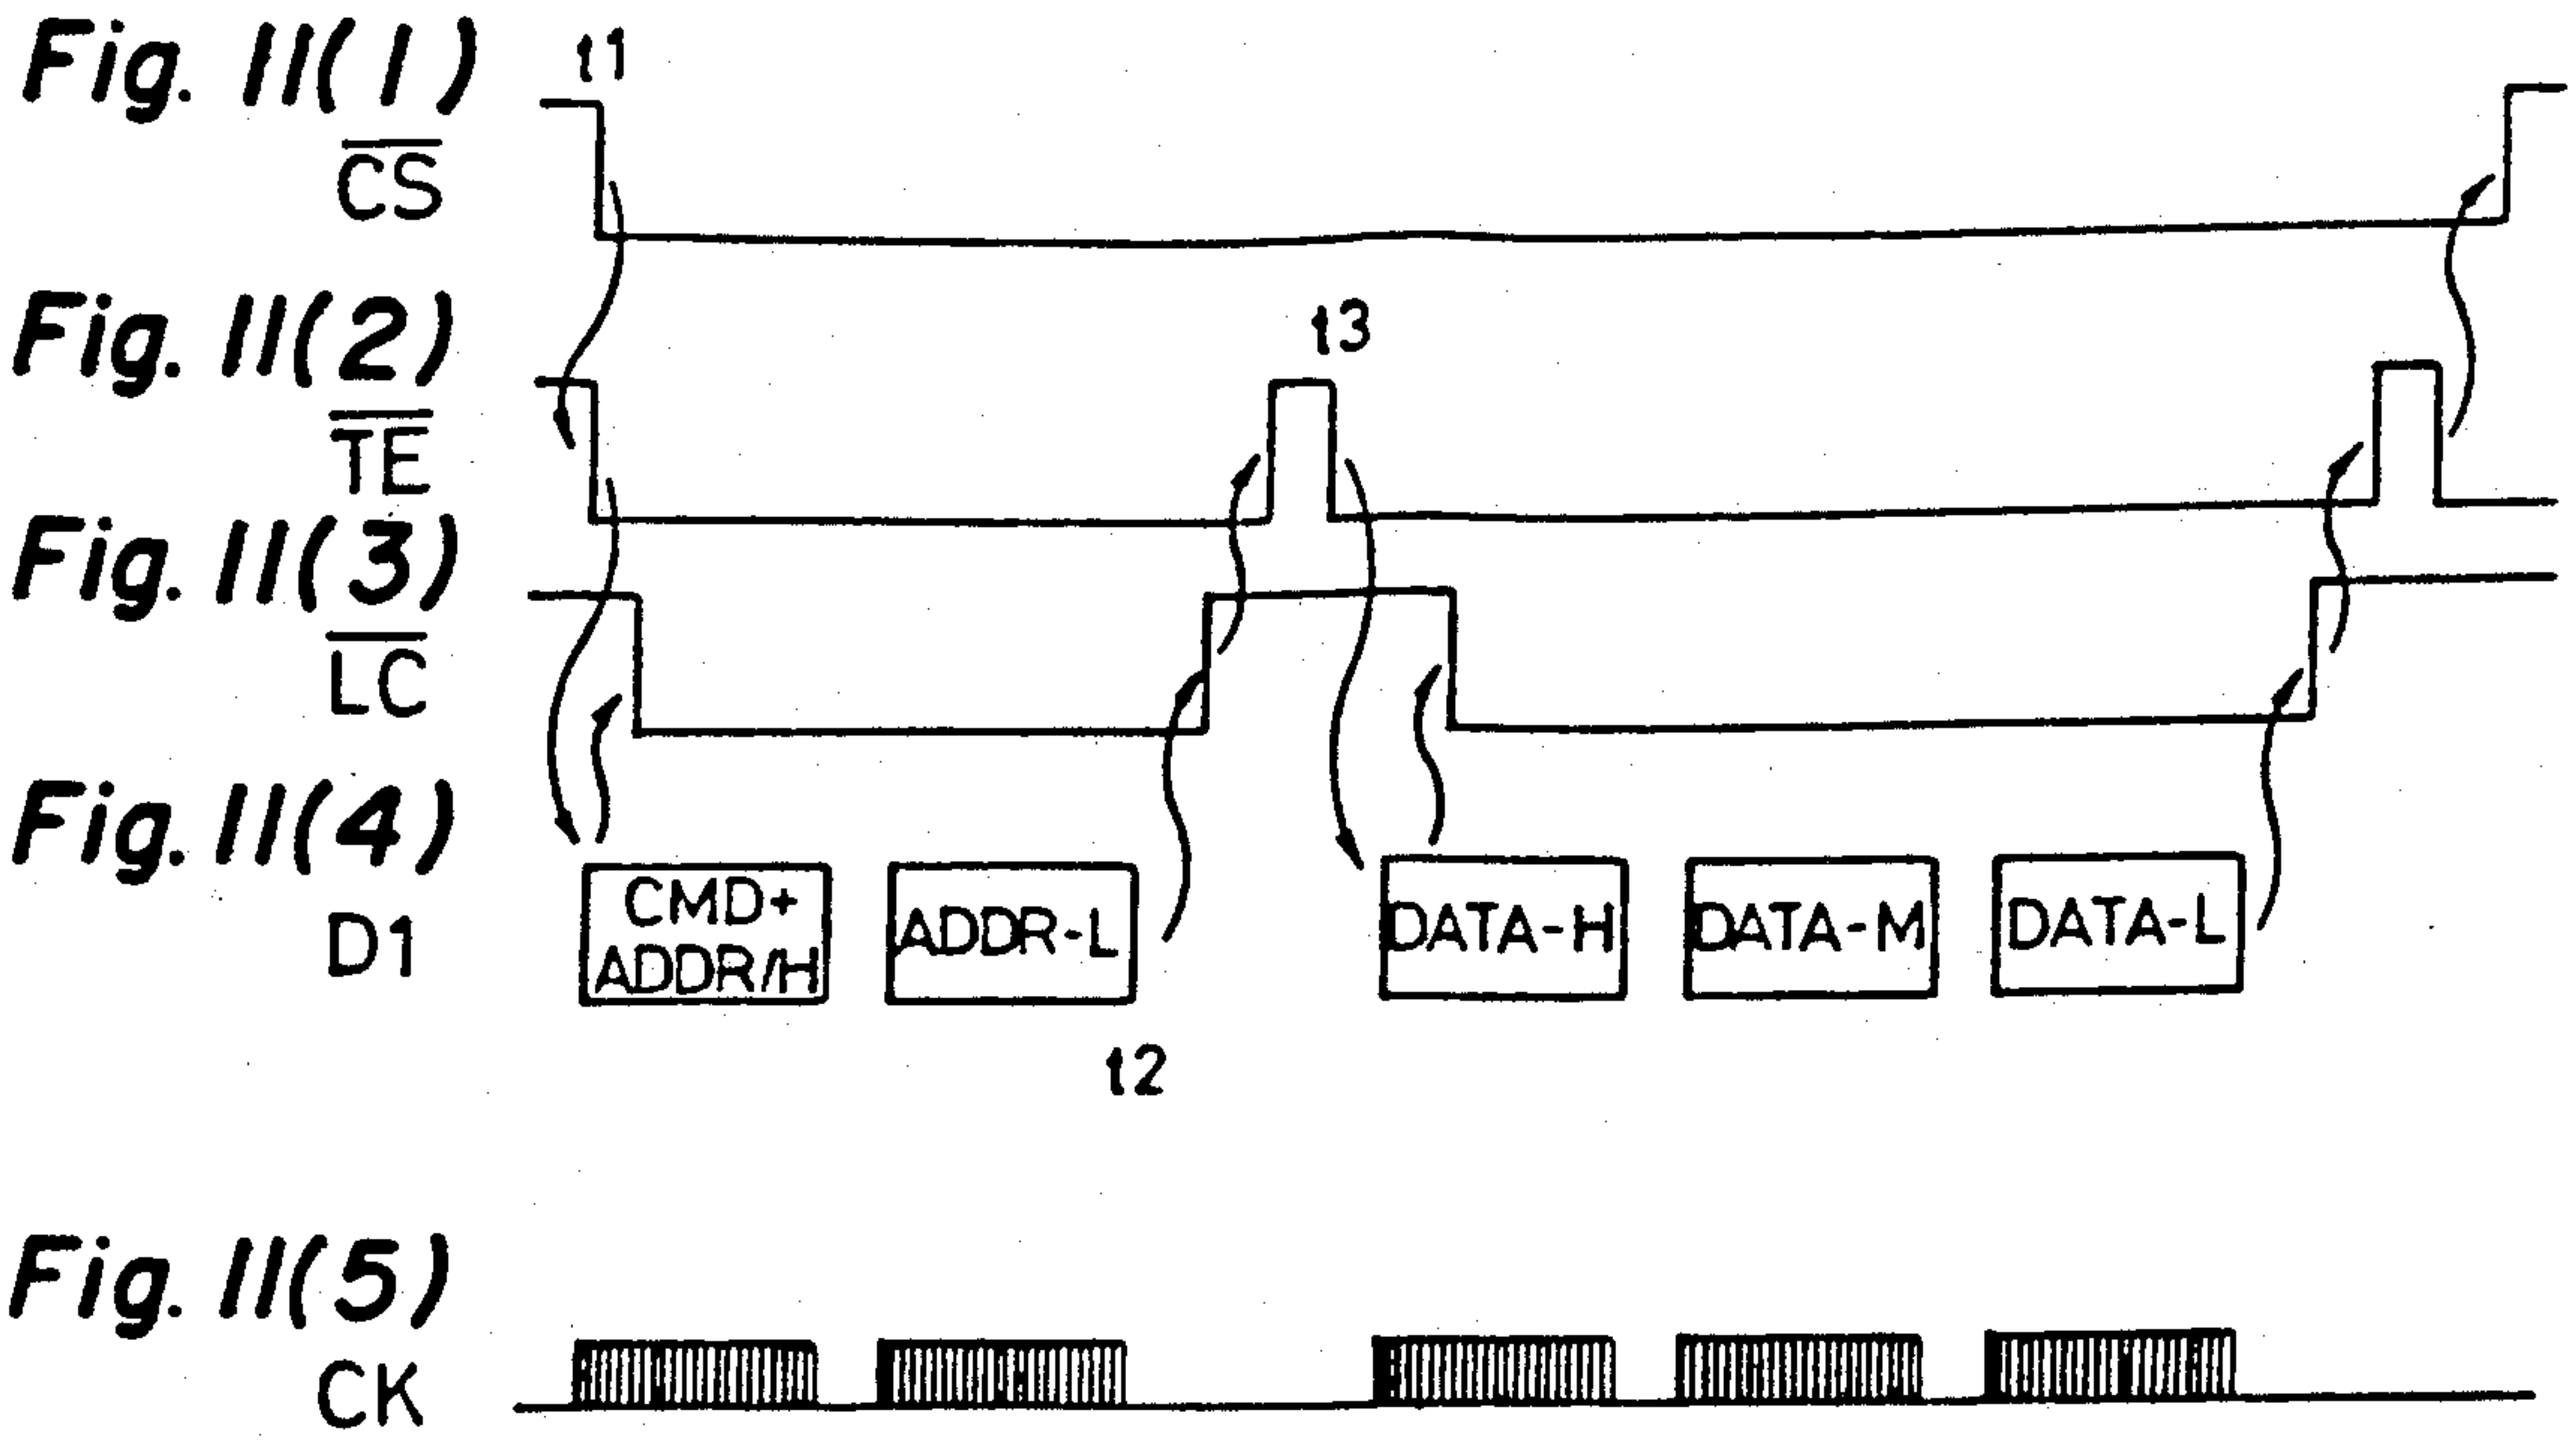 Fig. 11(1)
t1
CS
Fig. 11(2)
t3
TE
Fig. 11(3)
LC
Fig. 11(4)
D1
CMD+
ADDR/H
ADDR-L
DATA-H
DATA-M
DATA-L
t2
Fig. 11(5)
CK